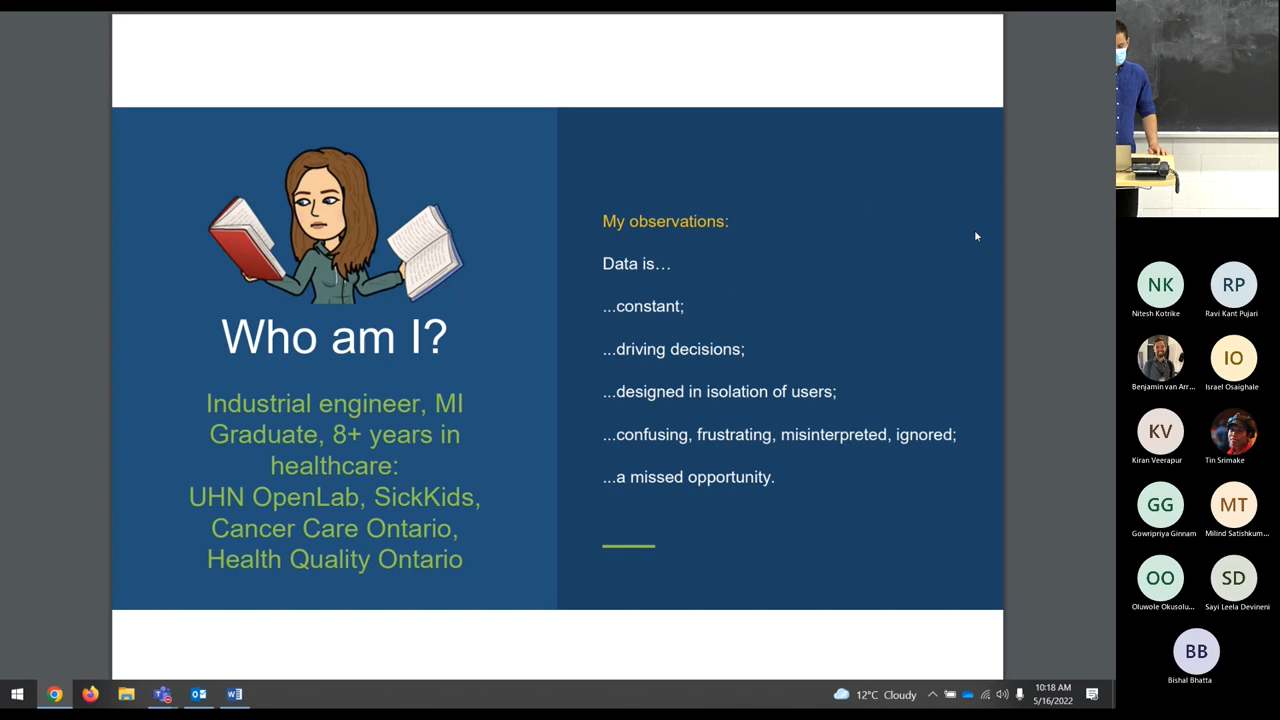 Who am I?
Industrial engineer, MI
Graduate, 8+ years in
healthcare:
UHN OpenLab, SickKids,
Cancer Care Ontario,
Health Quality Ontario
My observations:
Data is…
...constant;
...driving decisions;
...designed in isolation of users;
...confusing, frustrating, misinterpreted, ignored;
...a missed opportunity.
NK
RP
Nitesh Kotrike
Ravi Kant Pujari
IO
Benjamin van Arr...
Israel Osaighale
KV
Kiran Veerapur
Tin Srimake
GG
MT
Gowripriya Ginnam
Milind Satishkum...
OO
SD
Oluwole Okusolu...
Sayi Leela Devineni
BB
Bishal Bhatta
12°C Cloudy
10:18 AM
5/16/2022